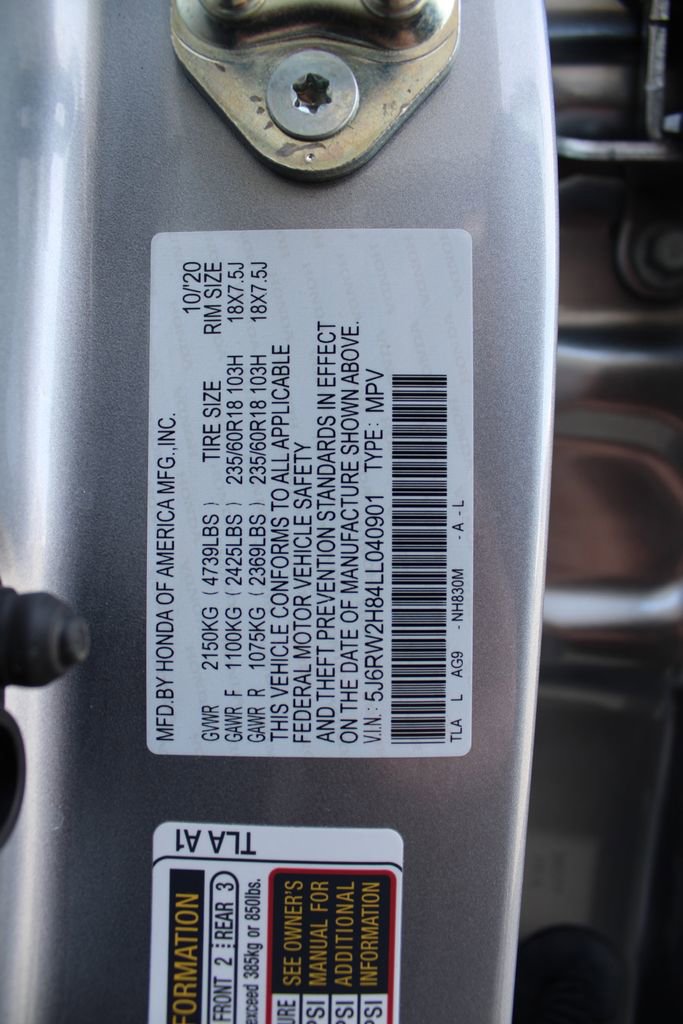 MFD.BY HONDA OF AMERICA MFG.,INC. 10/'20
GVWR 2150KG ( 4739LBS ) TIRE SIZE RIM SIZE
GAWR F 1100KG ( 2425LBS ) 235/60R18 103H 18X7.5J
GAWR R 1075KG ( 2369LBS ) 235/60R18 103H 18X7.5J
THIS VEHICLE CONFORMS TO ALL APPLICABLE
FEDERAL MOTOR VEHICLE SAFETY
AND THEFT PREVENTION STANDARDS IN EFFECT
ON THE DATE OF MANUFACTURE SHOWN ABOVE.
V.I.N.: 5J6RW2H84LL040901 TYPE: MPV
TLA L AG9 - NH830M - A - L
TLA A1
FORMATION
FRONT 2 REAR 3
exceed 385kg or 850lbs.
URE SEE OWNER'S
PSI MANUAL FOR
PSI ADDITIONAL
PSI INFORMATION